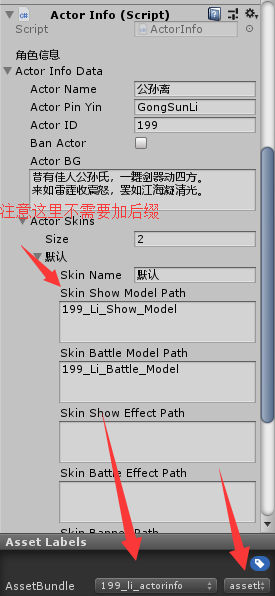 Actor Info (Script)
Script ActorInfo
角色信息
Actor Info Data
Actor Name 公孙离
Actor Pin Yin GongSunLi
Actor ID 199
Ban Actor
Actor BG
昔有佳人公孙氏，一舞剑器动四方。
来如雷霆收震怒，罢如江海凝清光。
注意这里不需要加后缀
Actor Skins
Size 2
默认
Skin Name 默认
Skin Show Model Path
199_Li_Show_Model
Skin Battle Model Path
199_Li_Battle_Model
Skin Show Effect Path
Skin Battle Effect Path
Skin Banner Path
Asset Labels
AssetBundle 199_li_actorinfo